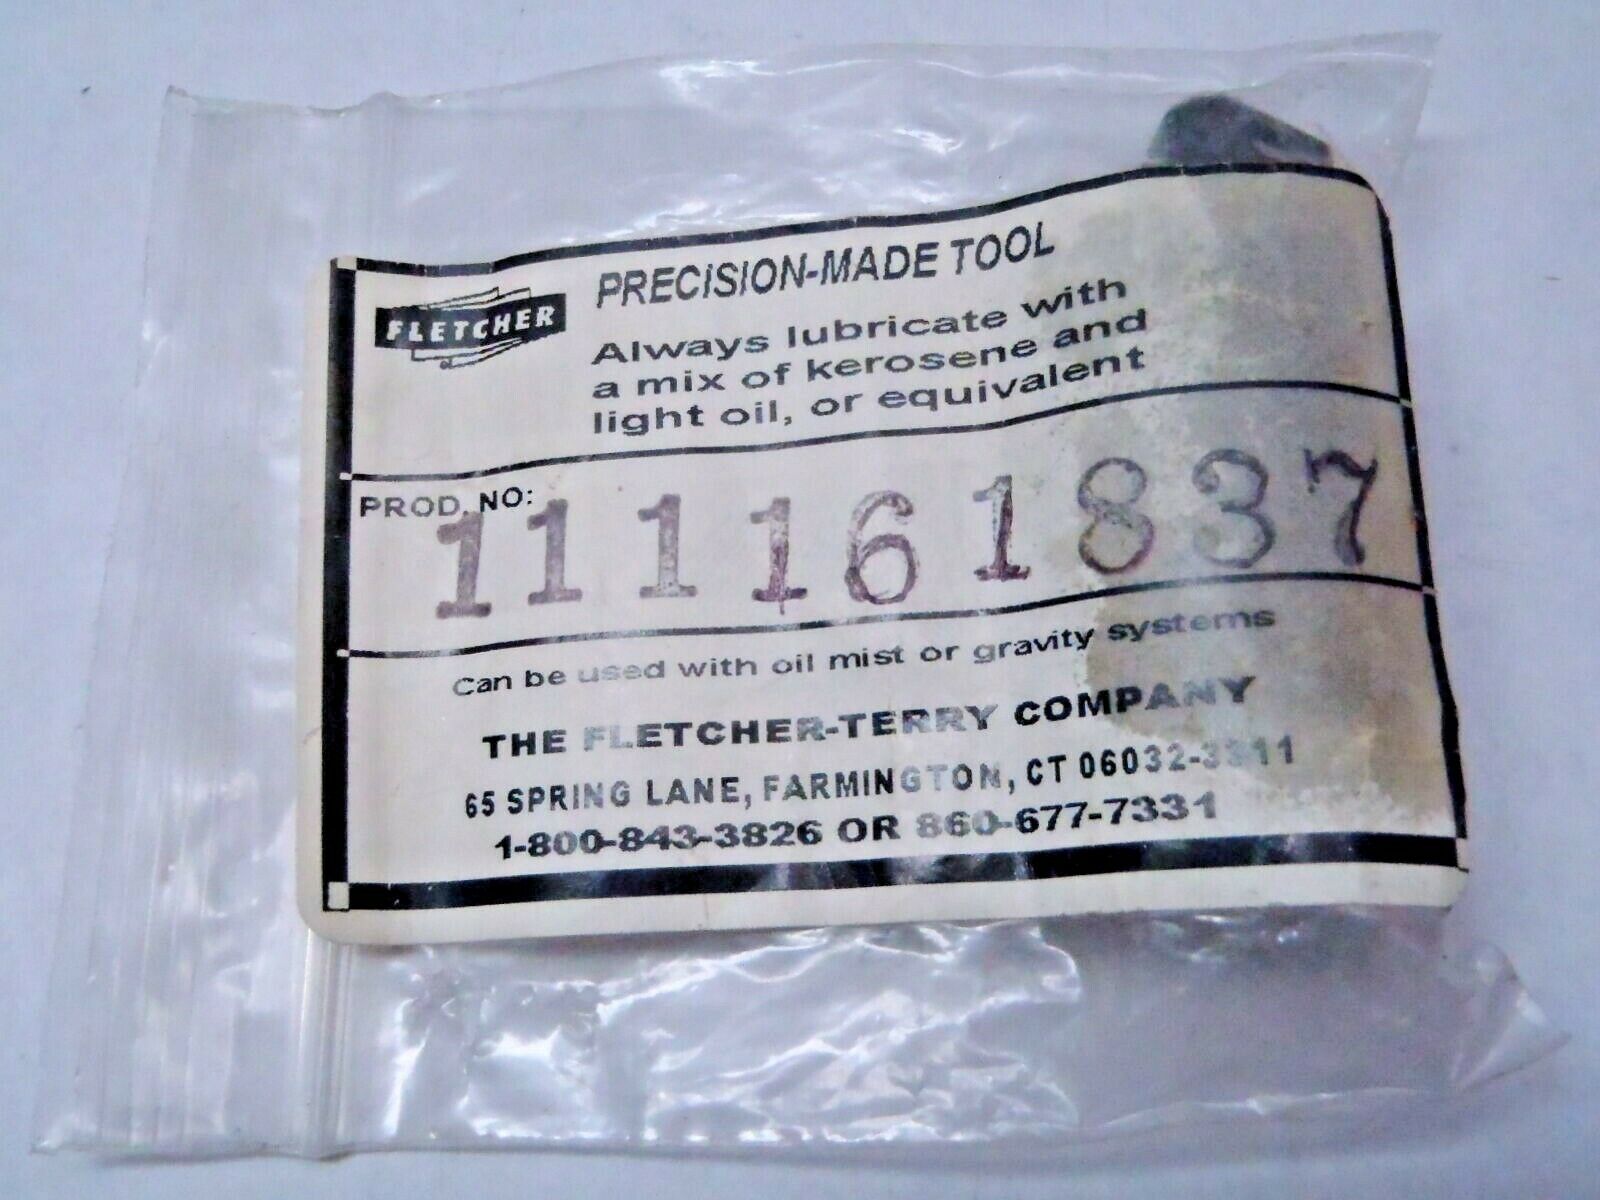 FLETCHER
PRECISION-MADE TOOL
Always lubricate with
a mix of kerosene and
light oil, or equivalent
PROD. NO:
111161837
Can be used with oil mist or gravity systems
THE FLETCHER-TERRY COMPANY
65 SPRING LANE, FARMINGTON, CT 06032-3311
1-800-843-3826 OR 860-677-7331